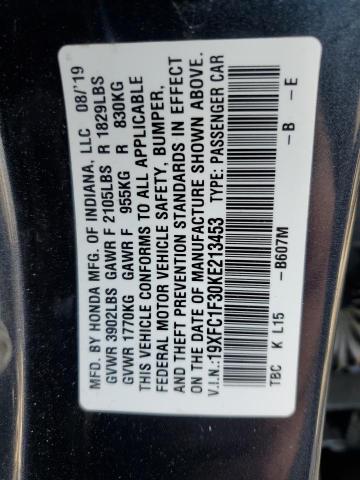 MFD. BY HONDA MFG. OF INDIANA, LLC 08/'19
GVWR 3902LBS GAWR F 2105LBS R 1829LBS
GVWR 1770KG GAWR F 955KG R 830KG
THIS VEHICLE CONFORMS TO ALL APPLICABLE
FEDERAL MOTOR VEHICLE SAFETY, BUMPER,
AND THEFT PREVENTION STANDARDS IN EFFECT
ON THE DATE OF MANUFACTURE SHOWN ABOVE.
V.I.N.: 19XFC1F30KE213453 TYPE: PASSENGER CAR
-B607M -B -E
TBC K L15